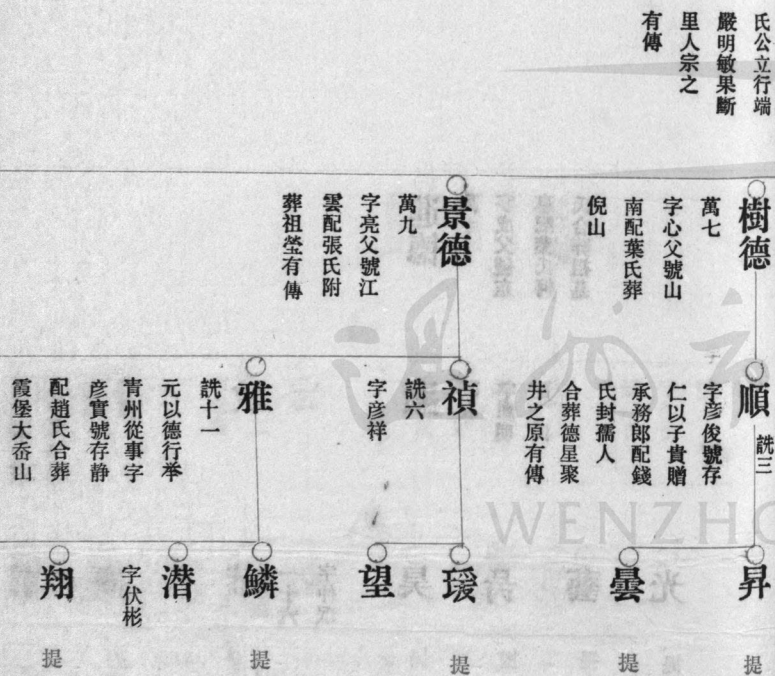 氏公立行端
嚴明敏果斷
里人宗之
有傳
樹德
萬七
字心父號山
南配葉氏葬
倪山
景德
萬九
字亮父號江
雲配張氏附
葬祖塋有傳
順
詵三
字彥俊號存
仁以子貴贈
承務郎配錢
氏封孺人
合葬德星聚
井之原有傳
禎
詵六
字彥祥
雅
詵十一
元以德行举
青州從事字
彥實號存静
配趙氏合葬
霞堡大岙山
昇
提
曇
提
瑗
提
望
鱗
提
潛
字伏彬
翔
提
WENZHO